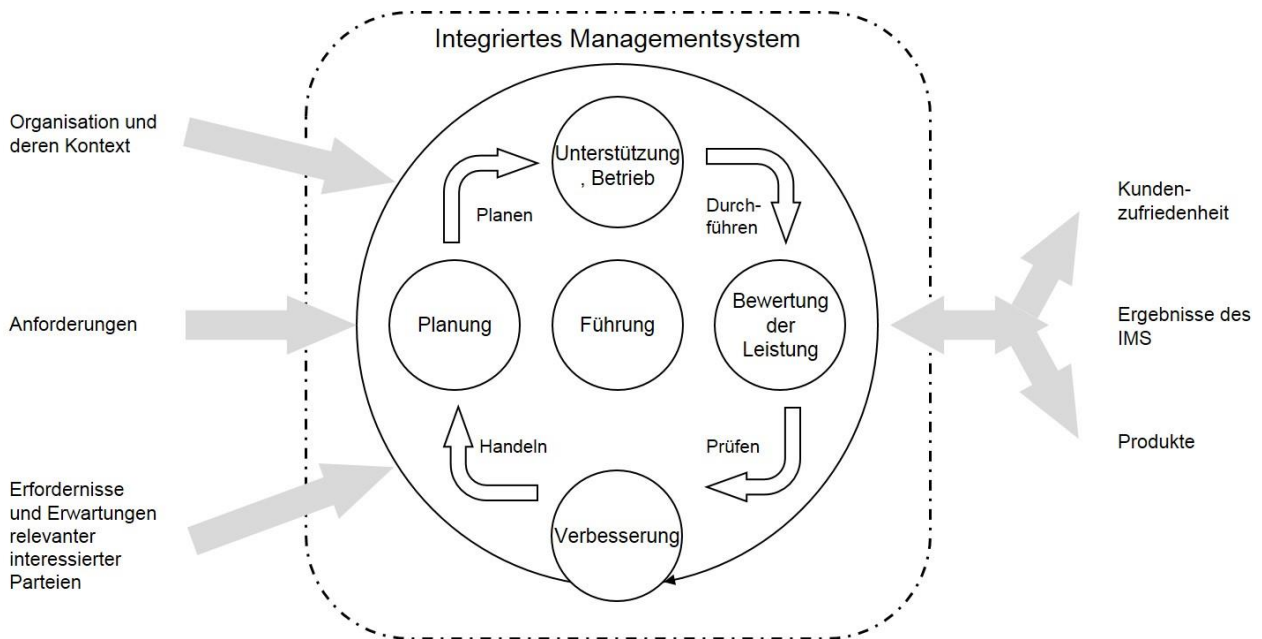 Integriertes Managementsystem
Organisation und
deren Kontext
Anforderungen
Erfordernisse
und Erwartungen
relevanter
interessierter
Parteien
Unterstützung
, Betrieb
Planen
Durch-
führen
Planung
Führung
Bewertung
der
Leistung
Handeln
Prüfen
Verbesserung
Kunden-
zufriedenheit
Ergebnisse des
IMS
Produkte